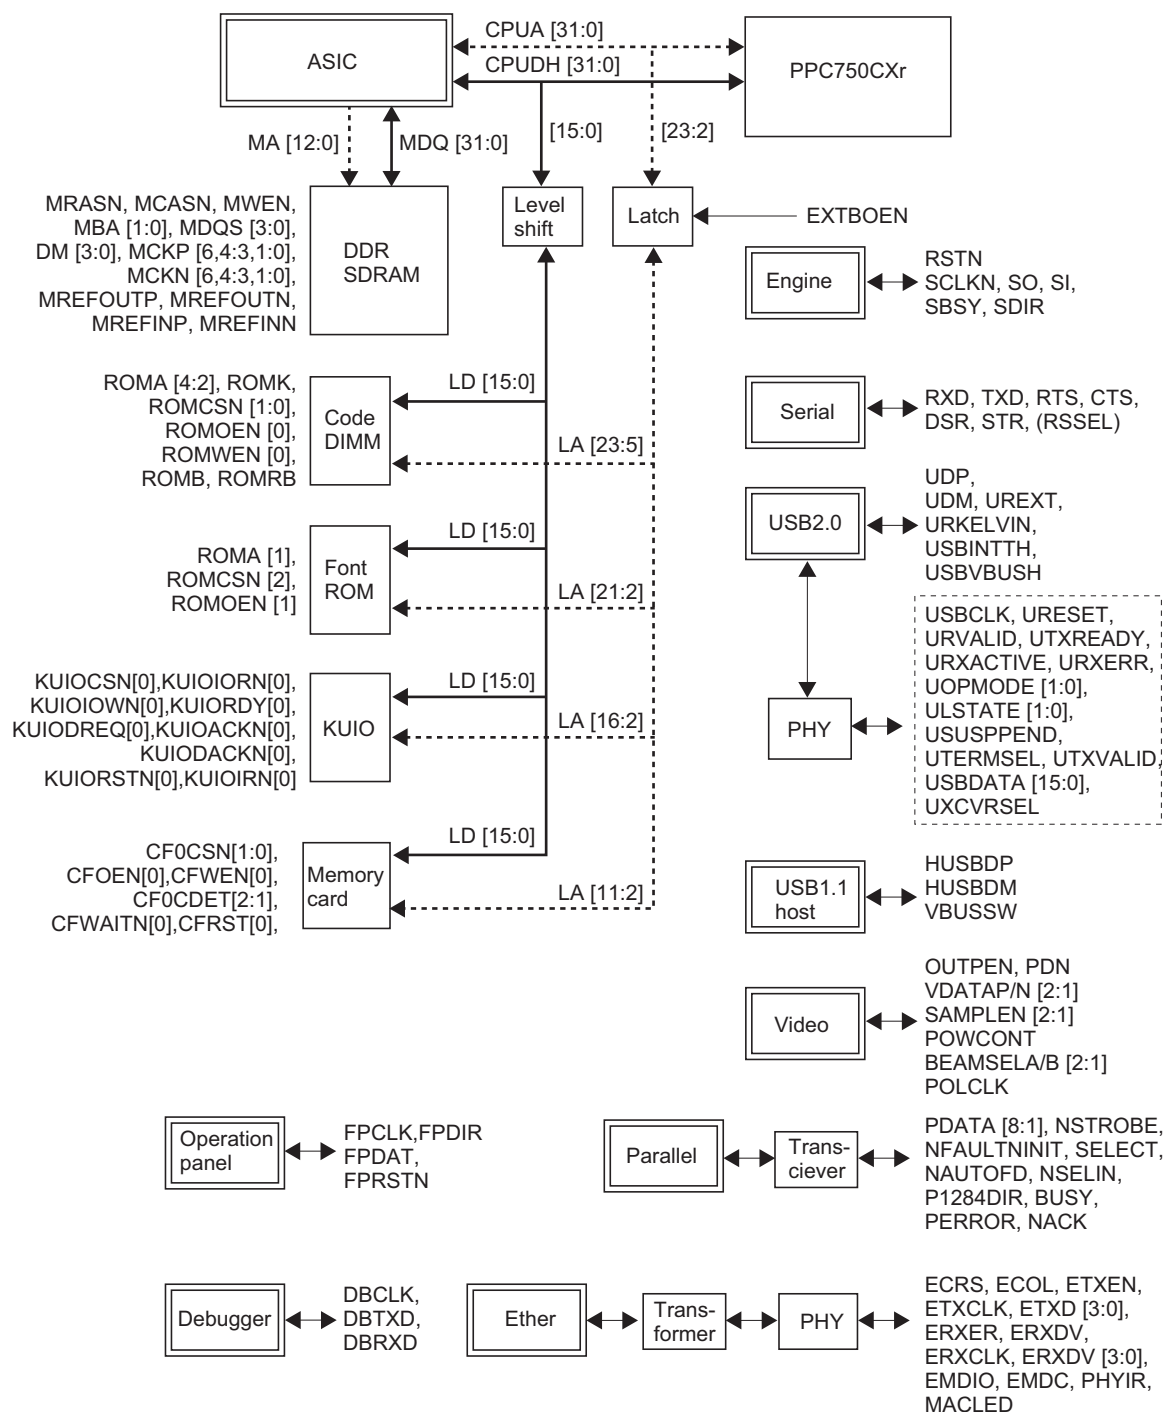 CPUA [31:0]
ASIC
CPUDH [31:0]
PPC750CXr
MA [12:0]
MDQ [31:0]
[15:0]
[23:2]
MRASN, MCASN, MWEN,
MBA [1:0], MDQS [3:0],
DM [3:0], MCKP [6,4:3,1:0],
MCKN [6,4:3,1:0],
MREFOUTP, MREFOUTN,
MREFINP, MREFINN
DDR
SDRAM
Level
shift
Latch
EXTBOEN
Engine
RSTN
SCLKN, SO, SI,
SBSY, SDIR
ROMA [4:2], ROMK,
ROMCSN [1:0],
ROMOEN [0],
ROMWEN [0],
ROMB, ROMRB
Code
DIMM
LD [15:0]
LA [23:5]
Serial
RXD, TXD, RTS, CTS,
DSR, STR, (RSSEL)
USB2.0
UDP,
UDM, UREXT,
URKELVIN,
USBINTTH,
USBVBUSH
ROMA [1],
ROMCSN [2],
ROMOEN [1]
Font
ROM
LD [15:0]
LA [21:2]
PHY
USBCLK, URESET,
URVALID, UTXREADY,
URXACTIVE, URXERR,
UOPMODE [1:0],
ULSTATE [1:0],
USUSPPEND,
UTERMSEL, UTXVALID,
USBDATA [15:0],
UXCVRSEL
KUIOCSN[0],KUIOIORN[0],
KUIOIOWN[0],KUIORDY[0],
KUIODREQ[0],KUIOACKN[0],
KUIODACKN[0],
KUIORSTN[0],KUIOIRN[0]
KUIO
LD [15:0]
LA [16:2]
CF0CSN[1:0],
CFOEN[0],CFWEN[0],
CF0CDET[2:1],
CFWAITN[0],CFRST[0],
Memory
card
LD [15:0]
LA [11:2]
USB1.1
host
HUSBDP
HUSBDM
VBUSSW
Video
OUTPEN, PDN
VDATAP/N [2:1]
SAMPLEN [2:1]
POWCONT
BEAMSELA/B [2:1]
POLCLK
Operation
panel
FPCLK,FPDIR
FPDAT,
FPRSTN
Parallel
Trans-
ciever
PDATA [8:1], NSTROBE,
NFAULTNINIT, SELECT,
NAUTOFD, NSELIN,
P1284DIR, BUSY,
PERROR, NACK
Debugger
DBCLK,
DBTXD,
DBRXD
Ether
Trans-
former
PHY
ECRS, ECOL, ETXEN,
ETXCLK, ETXD [3:0],
ERXER, ERXDV,
ERXCLK, ERXDV [3:0],
EMDIO, EMDC, PHYIR,
MACLED